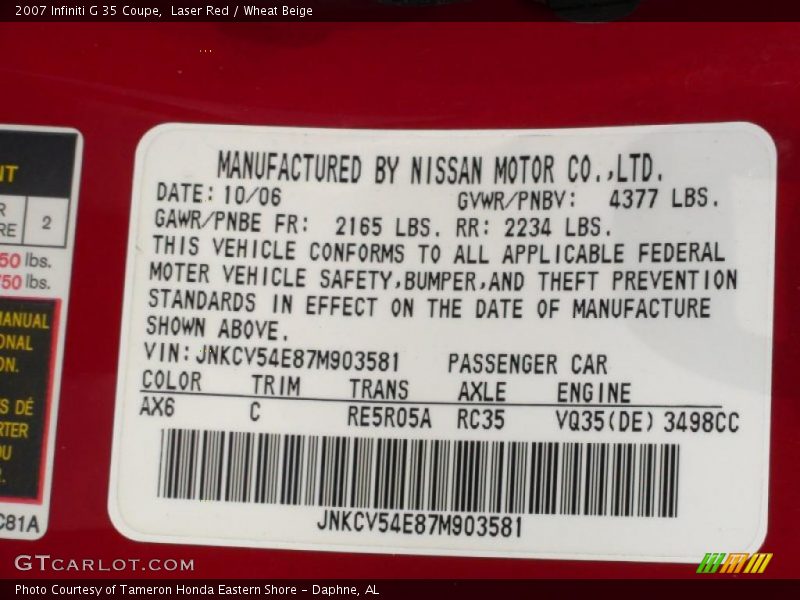 2007 Infiniti G 35 Coupe,  Laser Red / Wheat Beige
MANUFACTURED BY NISSAN MOTOR CO.,LTD.
DATE: 10/06 GVWR/PNBV: 4377 LBS.
GAWR/PNBE FR: 2165 LBS. RR: 2234 LBS.
THIS VEHICLE CONFORMS TO ALL APPLICABLE FEDERAL
MOTER VEHICLE SAFETY,BUMPER,AND THEFT PREVENTION
STANDARDS IN EFFECT ON THE DATE OF MANUFACTURE
SHOWN ABOVE.
VIN: JNKCV54E87M903581 PASSENGER CAR
COLOR TRIM TRANS AXLE ENGINE
AX6 C RE5R05A RC35 VQ35(DE) 3498CC
JNKCV54E87M903581
2
50 lbs.
750 lbs.
MANUAL
ONAL
ON.
S DÉ
RTER
OU
C81A
GTCARLOT.COM
Photo Courtesy of Tameron Honda Eastern Shore - Daphne, AL